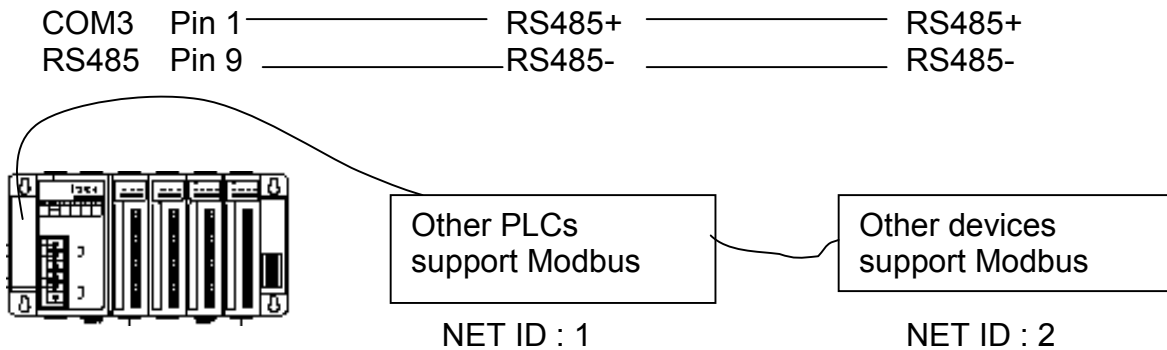 COM3 Pin 1 RS485+ RS485+
RS485 Pin 9 RS485- RS485-
Other PLCs
support Modbus
Other devices
support Modbus
NET ID : 1 NET ID : 2